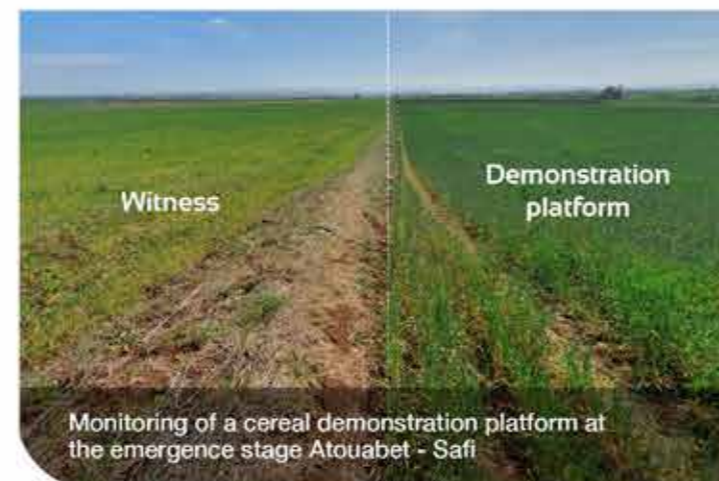 Witness
Demonstration
platform
Monitoring of a cereal demonstration platform at
the emergence stage Atouabet - Safi